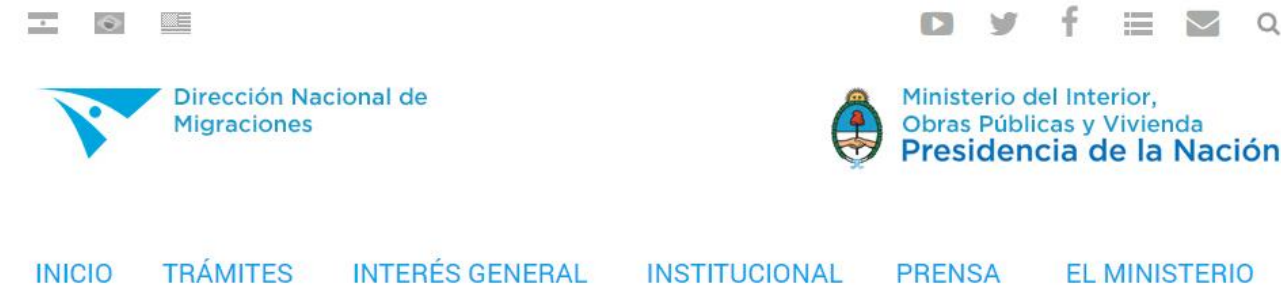 Dirección Nacional de
Migraciones
Ministerio del Interior,
Obras Públicas y Vivienda
Presidencia de la Nación
INICIO TRÁMITES INTERÉS GENERAL INSTITUCIONAL PRENSA EL MINISTERIO